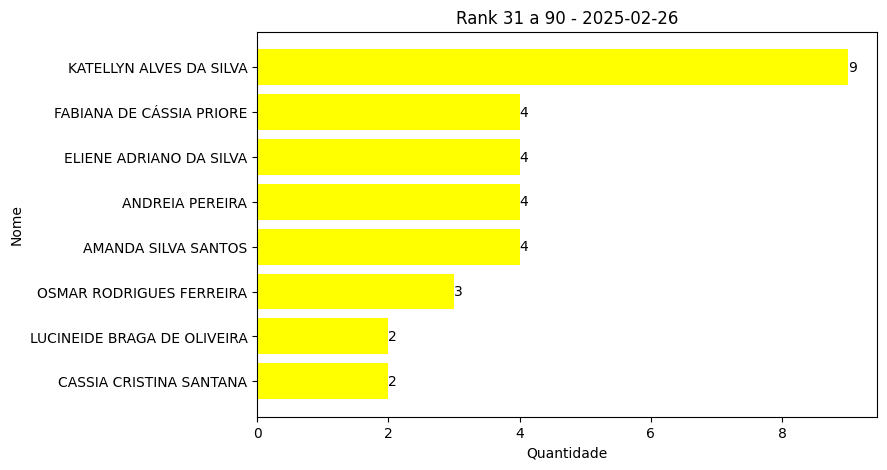 Rank 31 a 90 - 2025-02-26
KATELLYN ALVES DA SILVA 9
FABIANA DE CÁSSIA PRIORE 4
ELIENE ADRIANO DA SILVA 4
ANDREIA PEREIRA 4
AMANDA SILVA SANTOS 4
OSMAR RODRIGUES FERREIRA 3
LUCINEIDE BRAGA DE OLIVEIRA 2
CASSIA CRISTINA SANTANA 2
Nome
0 2 4 6 8
Quantidade